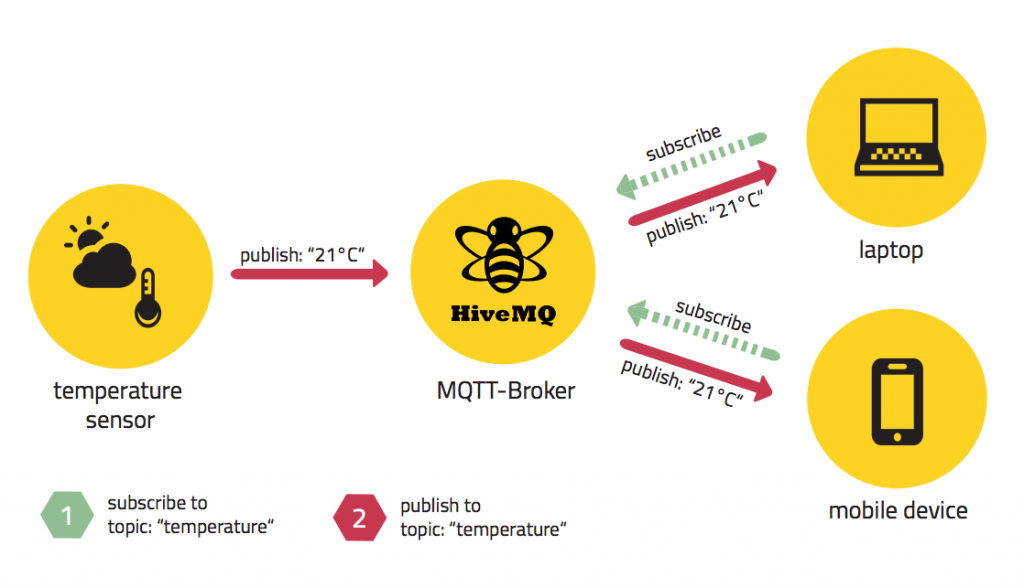 publish: “21°C“
temperature
sensor
HiveMQ
MQTT-Broker
subscribe
publish: “21°C“
laptop
subscribe
publish: “21°C“
mobile device
1
subscribe to
topic: “temperature“
2
publish to
topic: “temperature“